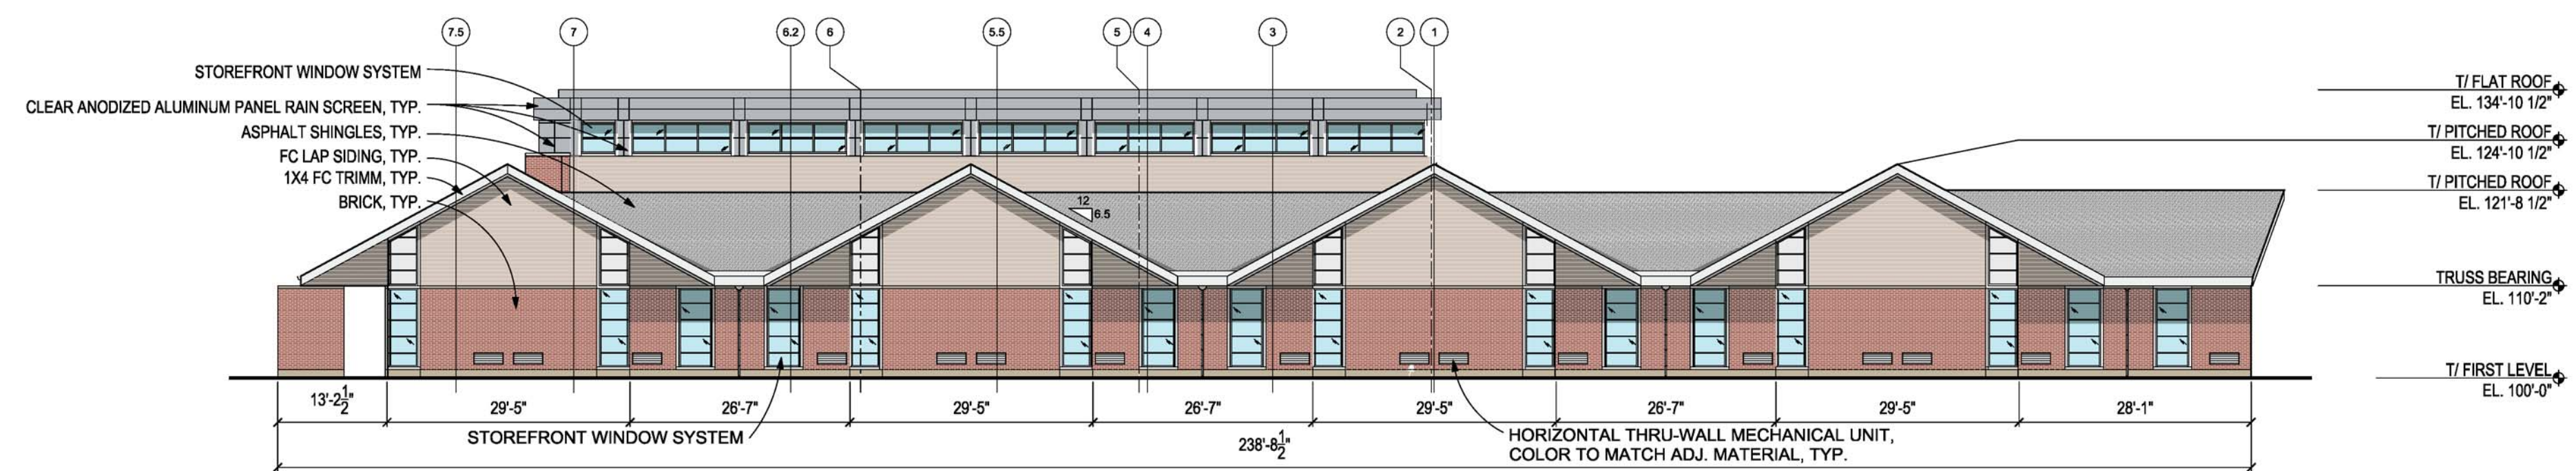 7.5 7 6.2 6 5.5 5 4 3 2 1
STOREFRONT WINDOW SYSTEM
CLEAR ANODIZED ALUMINUM PANEL RAIN SCREEN, TYP.
ASPHALT SHINGLES, TYP.
FC LAP SIDING, TYP.
1X4 FC TRIMM, TYP.
BRICK, TYP.
12
6.5
T/ FLAT ROOF
EL. 134'-10 1/2"
T/ PITCHED ROOF
EL. 124'-10 1/2"
T/ PITCHED ROOF
EL. 121'-8 1/2"
TRUSS BEARING
EL. 110'-2"
T/ FIRST LEVEL
EL. 100'-0"
13'-2 1/2" 29'-5" 26'-7" 29'-5" 26'-7" 29'-5" 26'-7" 29'-5" 28'-1"
STOREFRONT WINDOW SYSTEM
238'-8 1/2"
HORIZONTAL THRU-WALL MECHANICAL UNIT,
COLOR TO MATCH ADJ. MATERIAL, TYP.